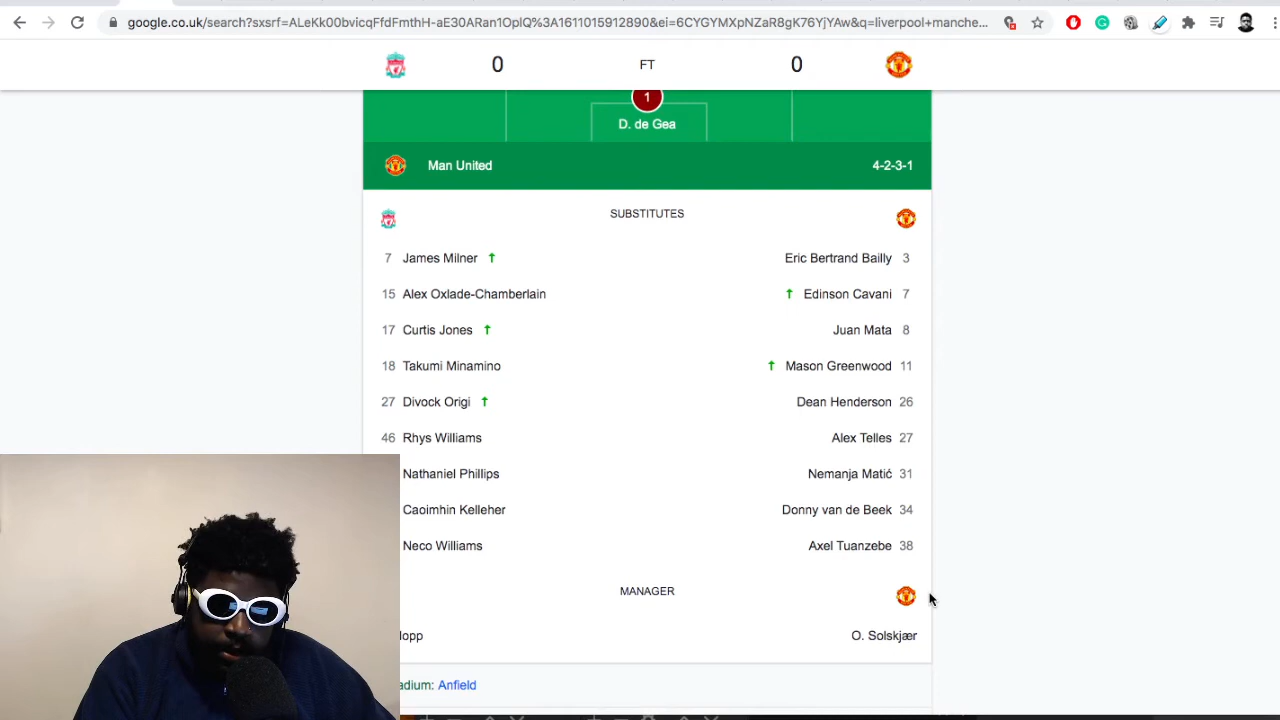 google.co.uk/search?sxsrf=ALeKk00bvicqFfdFmthH-aE30ARan1OplQ%3A1611015912890&ei=6CYGYMXpNZaR8gK76YjYAw&q=liverpool+manche...
0 FT 0
1
D. de Gea
Man United 4-2-3-1
SUBSTITUTES
7 James Milner ↑ Eric Bertrand Bailly 3
15 Alex Oxlade-Chamberlain ↑ Edinson Cavani 7
17 Curtis Jones ↑ Juan Mata 8
18 Takumi Minamino ↑ Mason Greenwood 11
27 Divock Origi ↑ Dean Henderson 26
46 Rhys Williams Alex Telles 27
Nathaniel Phillips Nemanja Matić 31
Caoimhin Kelleher Donny van de Beek 34
Neco Williams Axel Tuanzebe 38
MANAGER
lopp O. Solskjær
adium: Anfield